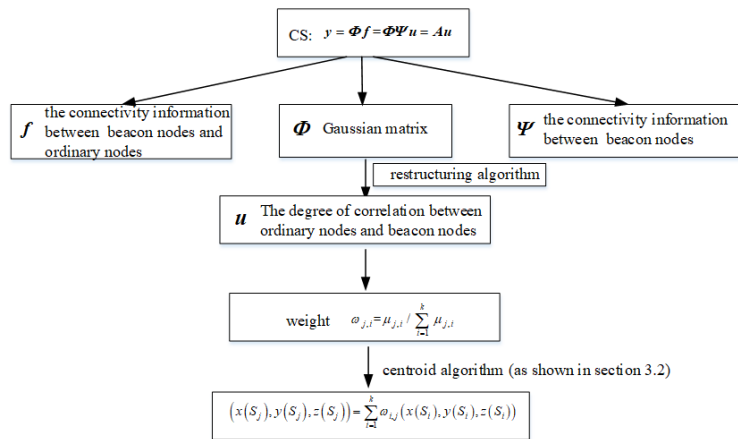 CS: y = Φf = ΦΨu = Au
f the connectivity information between beacon nodes and ordinary nodes
Φ Gaussian matrix
Ψ the connectivity information between beacon nodes
restructuring algorithm
u The degree of correlation between ordinary nodes and beacon nodes
weight ω_{j,i} = μ_{j,i} / \sum_{i=1}^{k} μ_{j,i}
centroid algorithm (as shown in section 3.2)
(x(S_j), y(S_j), z(S_j)) = \sum_{i=1}^{k} ω_{i,j} (x(S_i), y(S_i), z(S_i))